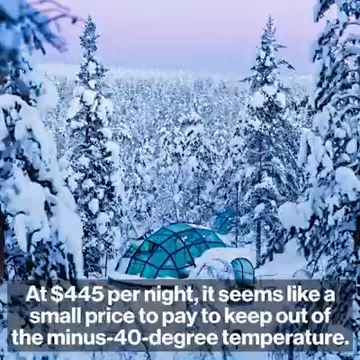 At $445 per night, it seems like a
small price to pay to keep out of
the minus-40-degree temperature.